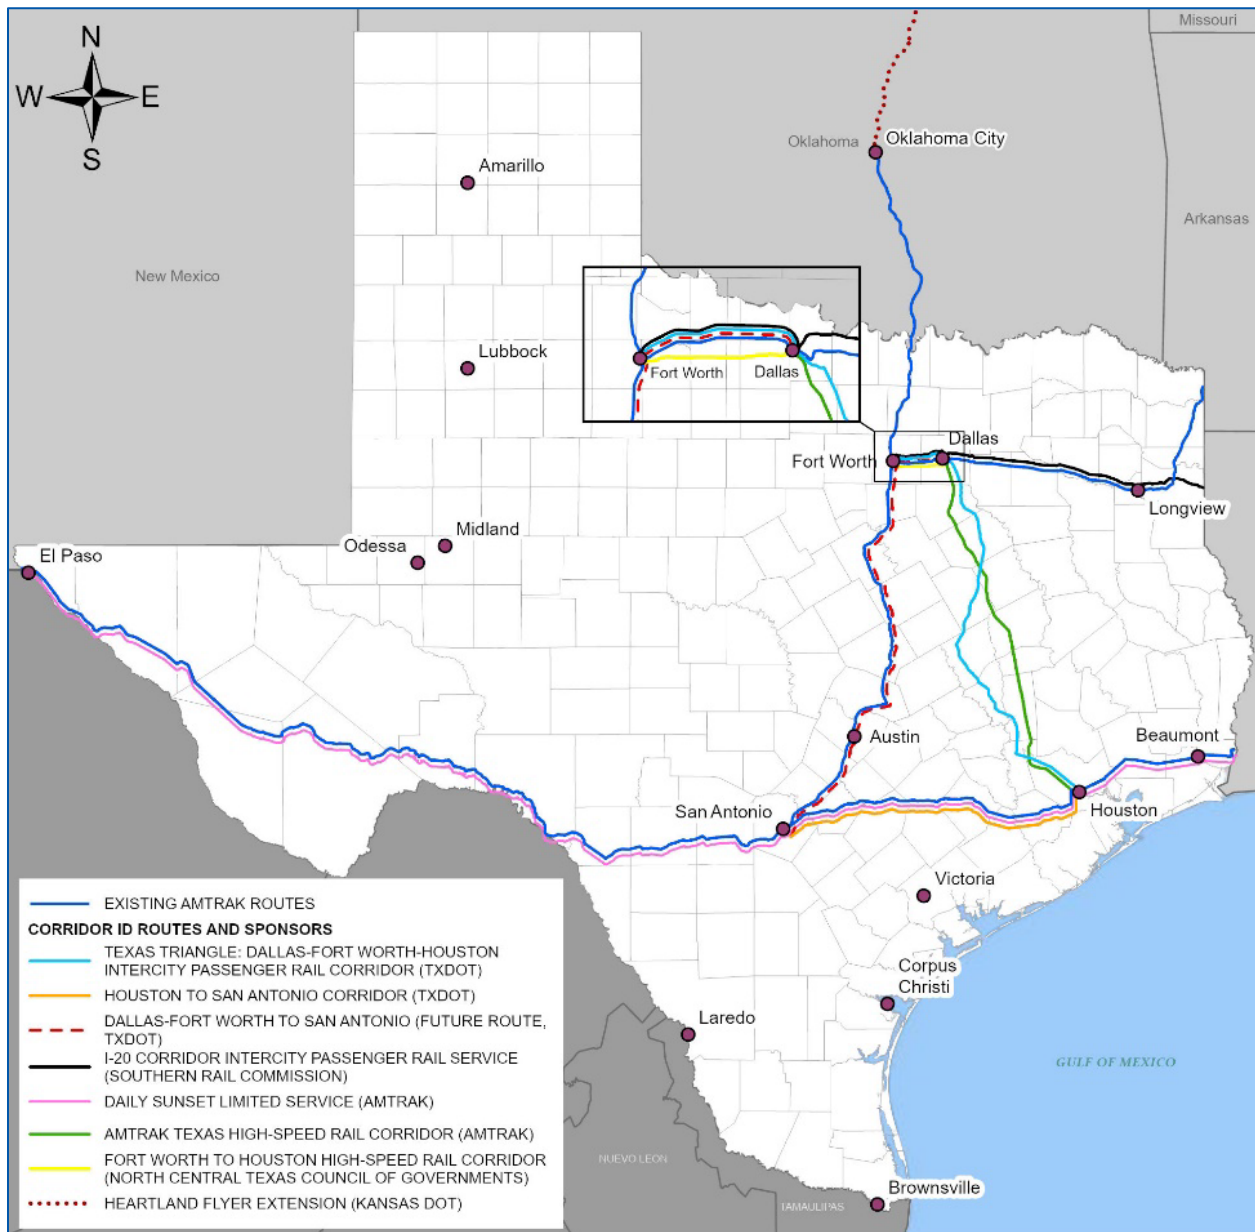 N
W E
S
Missouri
Oklahoma
Oklahoma City
Amarillo
Arkansas
New Mexico
Lubbock
Fort Worth
Dallas
Dallas
Fort Worth
Longview
Midland
Odessa
El Paso
Austin
Beaumont
San Antonio
Houston
Victoria
Corpus
Christi
Laredo
GULF OF MEXICO
NUEVO LEON
TAMAULIPAS
Brownsville
EXISTING AMTRAK ROUTES
CORRIDOR ID ROUTES AND SPONSORS
TEXAS TRIANGLE: DALLAS-FORT WORTH-HOUSTON
INTERCITY PASSENGER RAIL CORRIDOR (TXDOT)
HOUSTON TO SAN ANTONIO CORRIDOR (TXDOT)
DALLAS-FORT WORTH TO SAN ANTONIO (FUTURE ROUTE,
TXDOT)
I-20 CORRIDOR INTERCITY PASSENGER RAIL SERVICE
(SOUTHERN RAIL COMMISSION)
DAILY SUNSET LIMITED SERVICE (AMTRAK)
AMTRAK TEXAS HIGH-SPEED RAIL CORRIDOR (AMTRAK)
FORT WORTH TO HOUSTON HIGH-SPEED RAIL CORRIDOR
(NORTH CENTRAL TEXAS COUNCIL OF GOVERNMENTS)
HEARTLAND FLYER EXTENSION (KANSAS DOT)